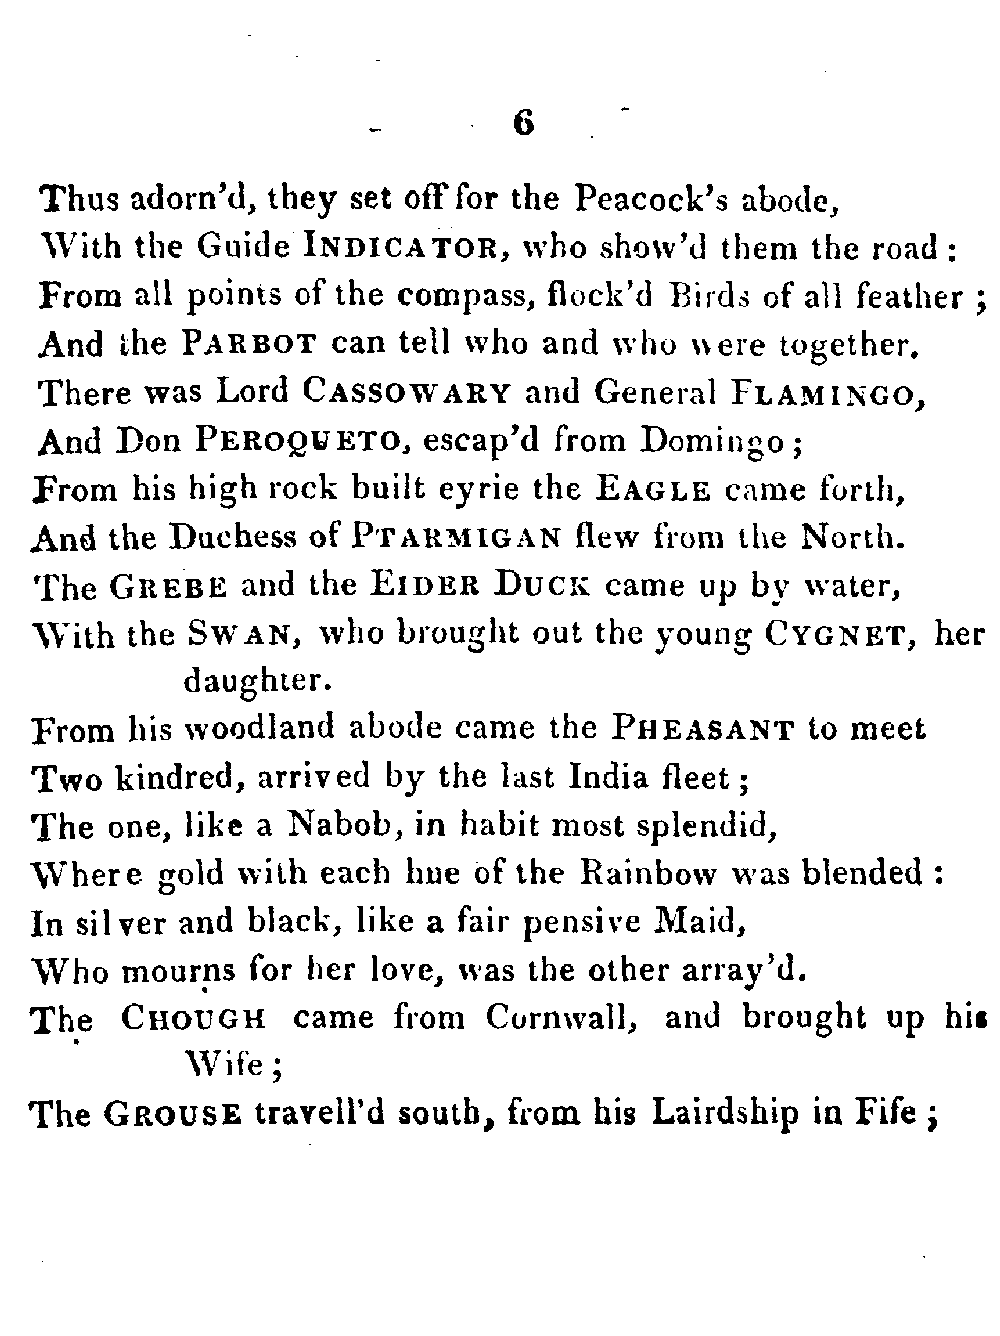 6
Thus adorn'd, they set off for the Peacock's abode,
With the Guide INDICATOR, who show'd them the road :
From all points of the compass, flock'd Birds of all feather ;
And the PARROT can tell who and who were together.
There was Lord CASSOWARY and General FLAMINGO,
And Don PEROQUETO, escap'd from Domingo ;
From his high rock built eyrie the EAGLE came forth,
And the Duchess of PTARMIGAN flew from the North.
The GREBE and the EIDER DUCK came up by water,
With the SWAN, who brought out the young CYGNET, her
daughter.
From his woodland abode came the PHEASANT to meet
Two kindred, arrived by the last India fleet ;
The one, like a Nabob, in habit most splendid,
Where gold with each hue of the Rainbow was blended :
In silver and black, like a fair pensive Maid,
Who mourns for her love, was the other array'd.
The CHOUGH came from Cornwall, and brought up his
Wife ;
The GROUSE travell'd south, from his Lairdship in Fife ;